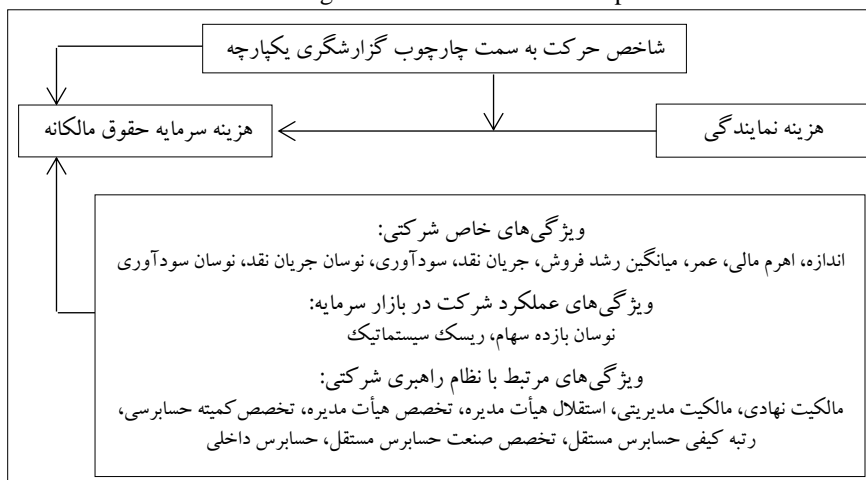 شاخص حرکت به سمت چارچوب گزارشگری یکپارچه
هزینه نمایندگی
هزینه سرمایه حقوق مالکانه
ویژگی‌های خاص شرکتی:
اندازه، اهرم مالی، عمر، میانگین رشد فروش، جریان نقد، سودآوری، نوسان جریان نقد، نوسان سودآوری
ویژگی‌های عملکرد شرکت در بازار سرمایه:
نوسان بازده سهام، ریسک سیستماتیک
ویژگی‌های مرتبط با نظام راهبری شرکتی:
مالکیت نهادی، مالکیت مدیریتی، استقلال هیأت مدیره، تخصص هیأت مدیره، تخصص کمیته حسابرسی،
رتبه کیفی حسابرس مستقل، تخصص صنعت حسابرس مستقل، حسابرس داخلی